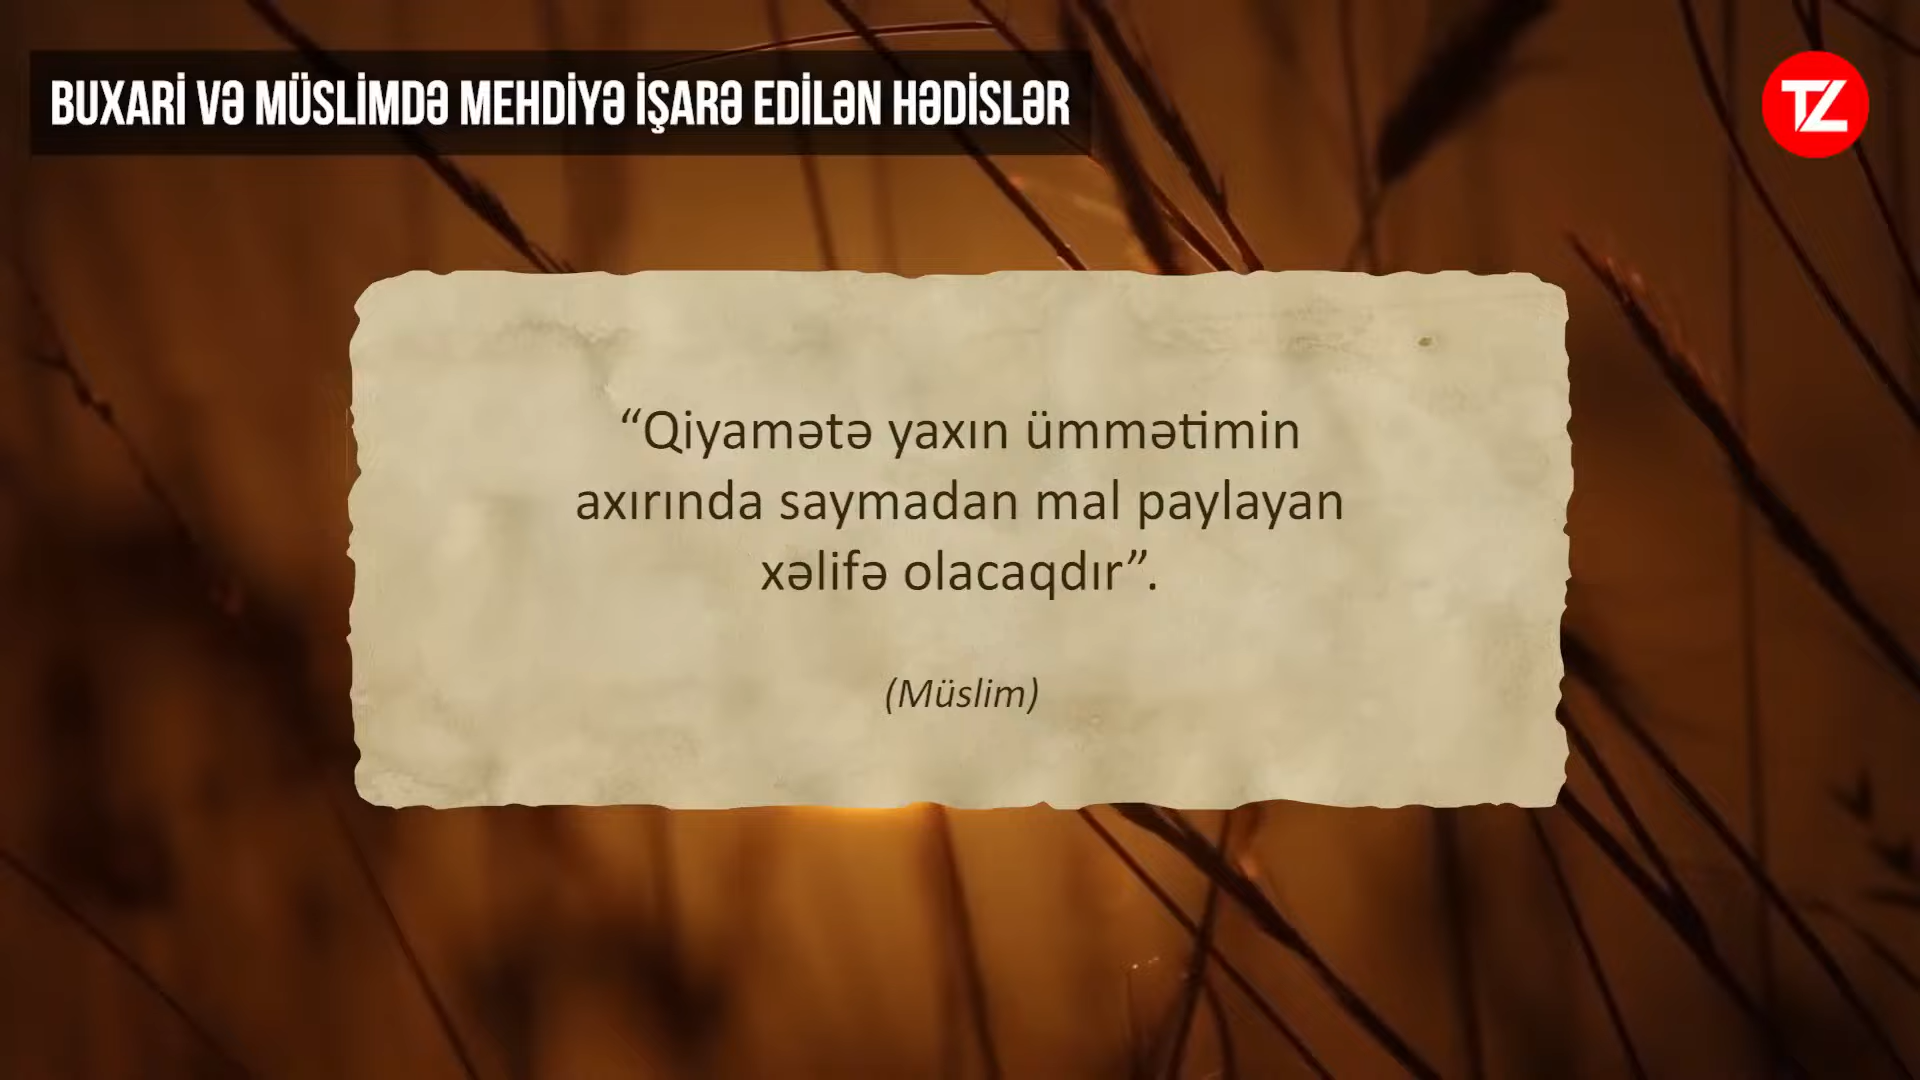 BUXARİ VƏ MÜSLİMDƏ MEHDİYƏ İŞARƏ EDİLƏN HƏDİSLƏR
TZ
“Qiyamətə yaxın ümmətimin
axırında saymadan mal paylayan
xəlifə olacaqdır”.
(Müslim)